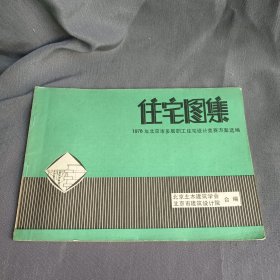 住宅图集
1979年北京市多层职工住宅设计竞赛方案选编
北京土木建筑学会
北京市建筑设计院
合编